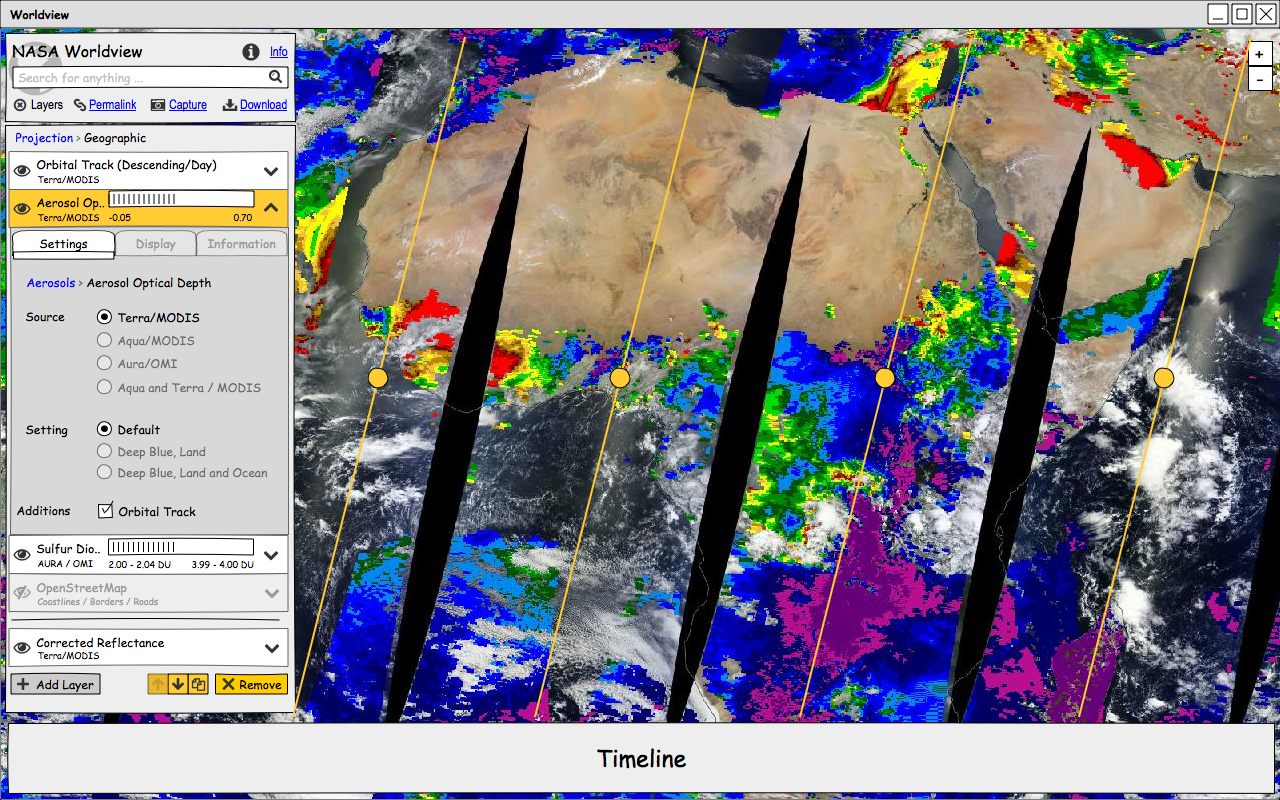 Worldview
NASA Worldview
Info
Search for anything ...
Layers
Permalink
Capture
Download
+
-
Projection > Geographic
Orbital Track (Descending/Day)
Terra/MODIS
Aerosol Op..
Terra/MODIS
-0.05
0.70
Settings
Display
Information
Aerosols > Aerosol Optical Depth
Source
Terra/MODIS
Aqua/MODIS
Aura/OMI
Aqua and Terra / MODIS
Setting
Default
Deep Blue, Land
Deep Blue, Land and Ocean
Additions
Orbital Track
Sulfur Dio..
AURA / OMI
2.00 - 2.04 DU
3.99 - 4.00 DU
OpenStreetMap
Coastlines / Borders / Roads
Corrected Reflectance
Terra/MODIS
+ Add Layer
Remove
Timeline